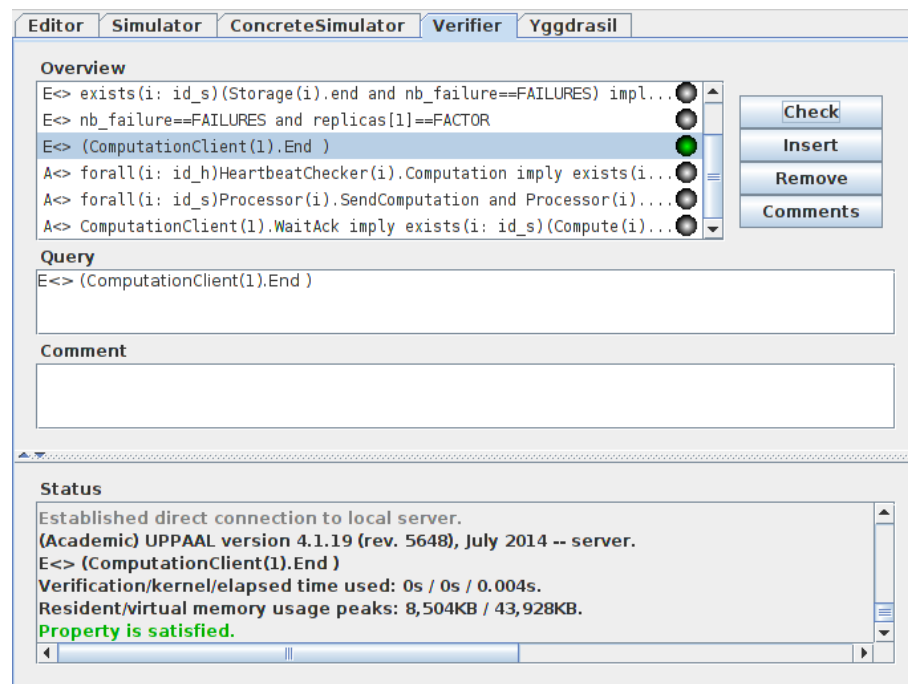 Editor Simulator ConcreteSimulator Verifier Yggdrasil
Overview
E<> exists(i: id_s)(Storage(i).end and nb_failure==FAILURES) impl...
E<> nb_failure==FAILURES and replicas[1]==FACTOR
E<> (ComputationClient(1).End )
A<> forall(i: id_h)HeartbeatChecker(i).Computation imply exists(i...
A<> forall(i: id_s)Processor(i).SendComputation and Processor(i)....
A<> ComputationClient(1).WaitAck imply exists(i: id_s)(Compute(i)...
Check
Insert
Remove
Comments
Query
E<> (ComputationClient(1).End )
Comment
Status
Established direct connection to local server.
(Academic) UPPAAL version 4.1.19 (rev. 5648), July 2014 -- server.
E<> (ComputationClient(1).End )
Verification/kernel/elapsed time used: 0s / 0s / 0.004s.
Resident/virtual memory usage peaks: 8,504KB / 43,928KB.
Property is satisfied.